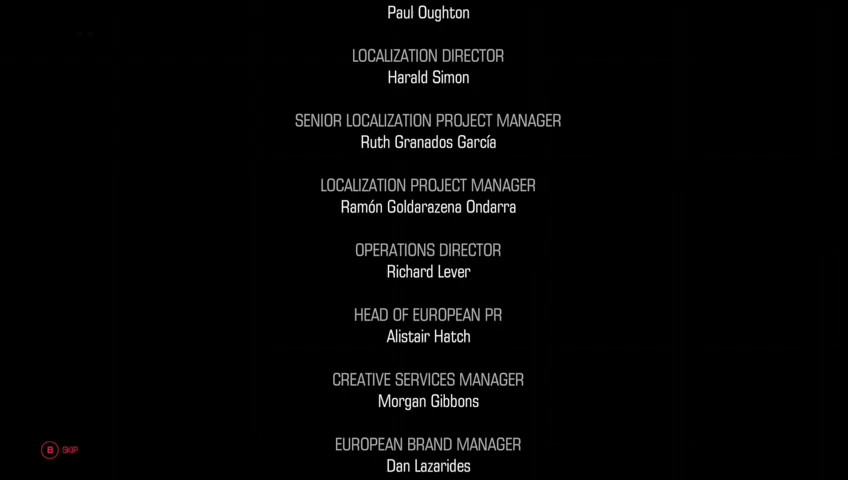 Paul Oughton
LOCALIZATION DIRECTOR
Harald Simon
SENIOR LOCALIZATION PROJECT MANAGER
Ruth Granados García
LOCALIZATION PROJECT MANAGER
Ramón Goldarazena Ondarra
OPERATIONS DIRECTOR
Richard Lever
HEAD OF EUROPEAN PR
Alistair Hatch
CREATIVE SERVICES MANAGER
Morgan Gibbons
EUROPEAN BRAND MANAGER
Dan Lazarides
B SKIP